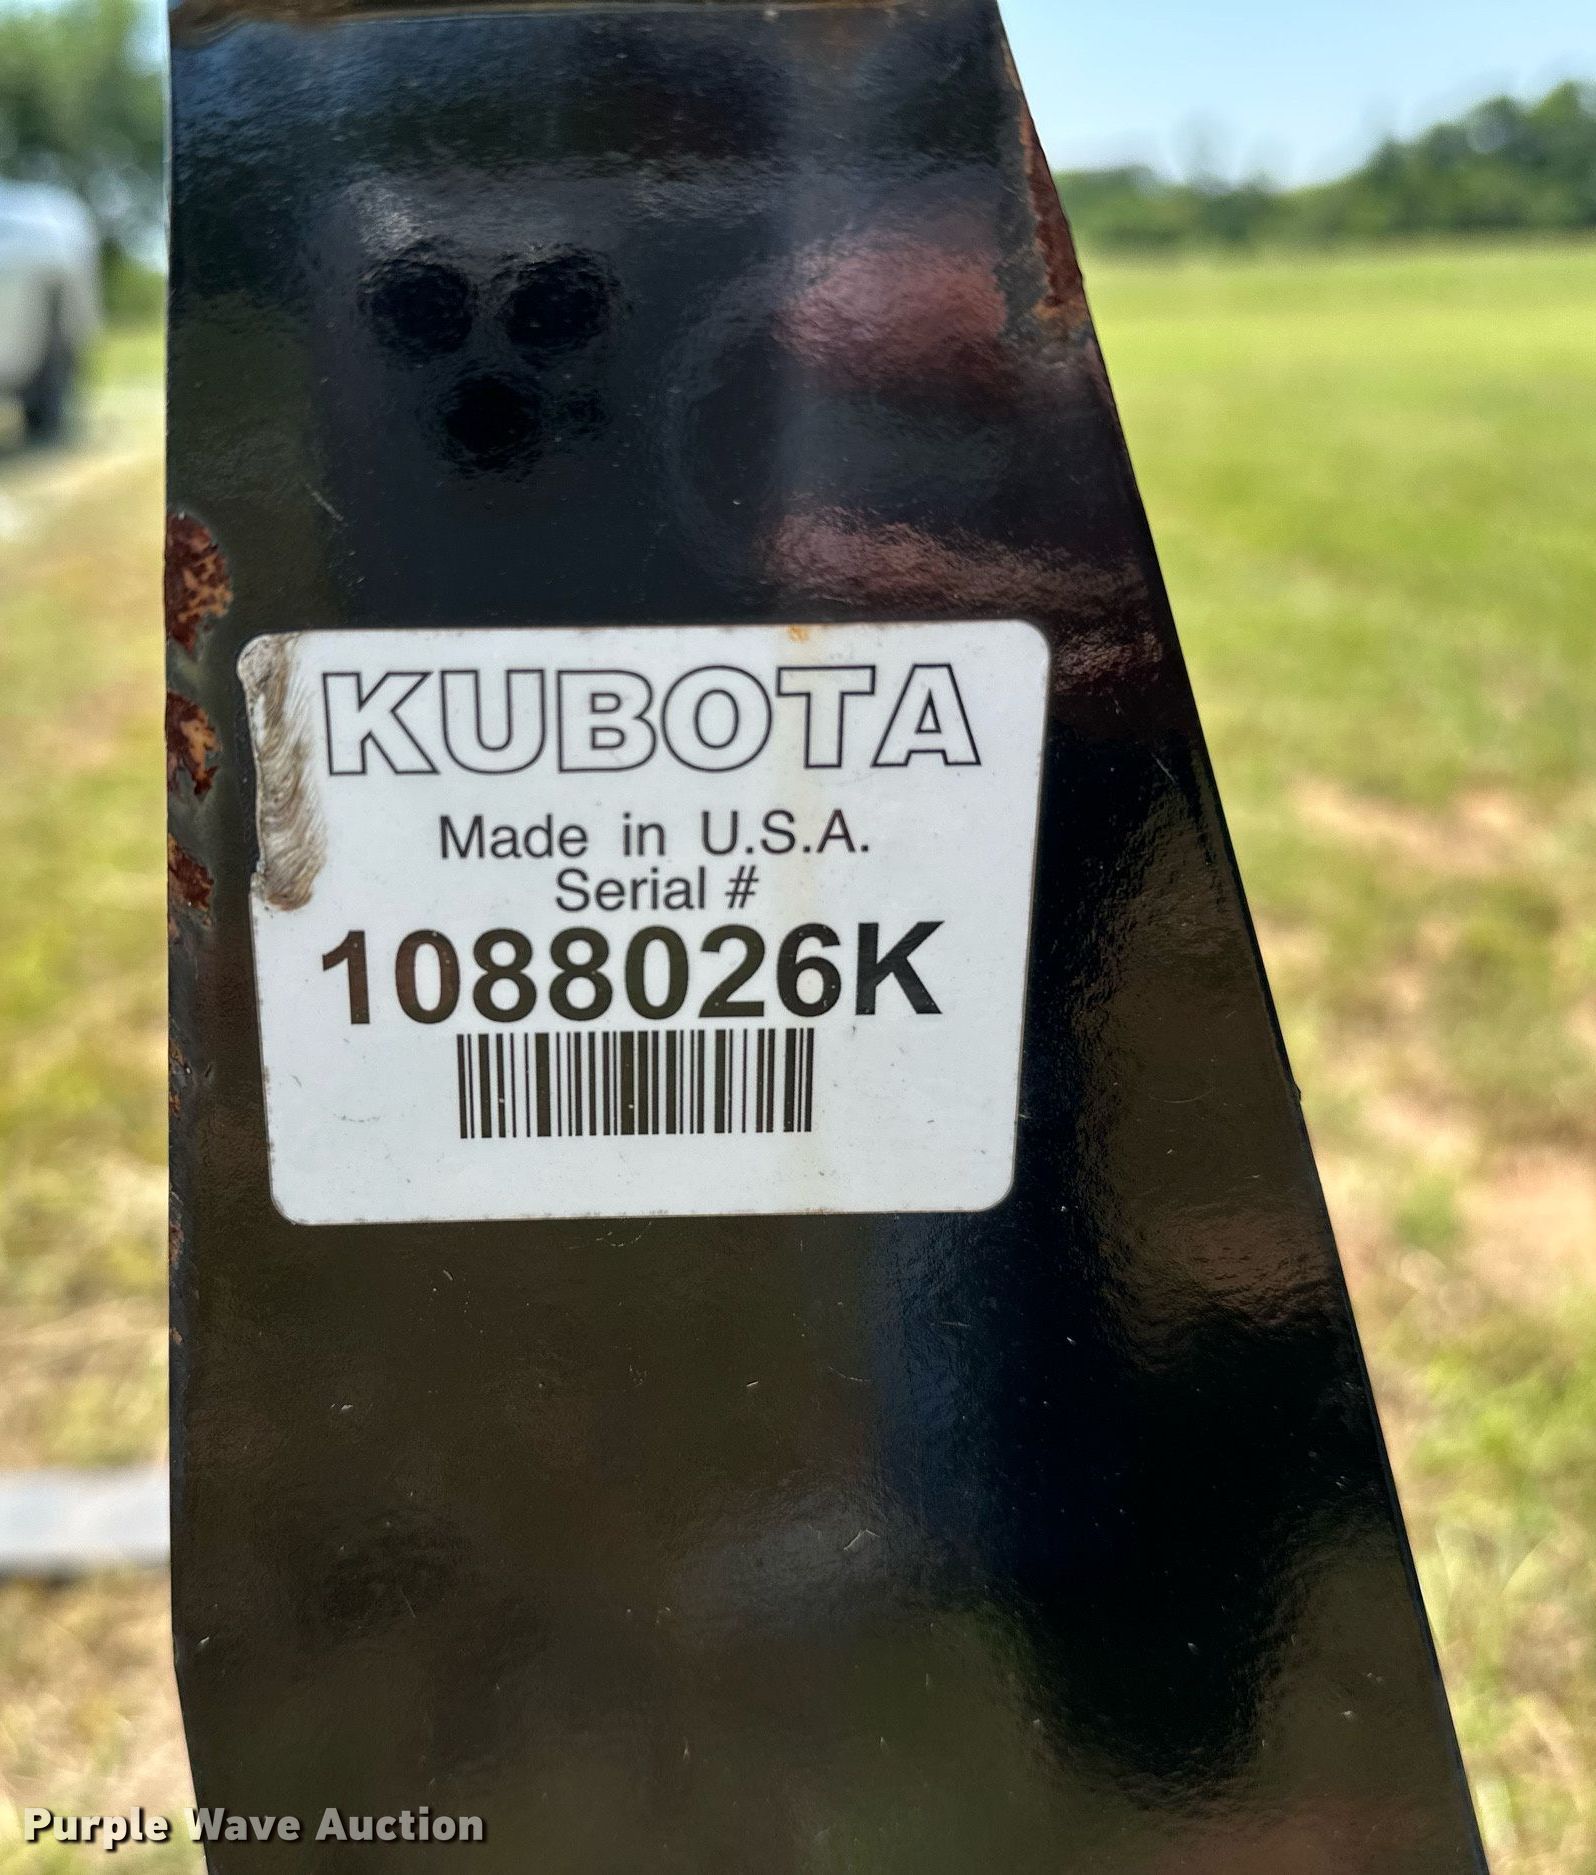 KUBOTA
Made in U.S.A.
Serial #
1088026K
Purple Wave Auction